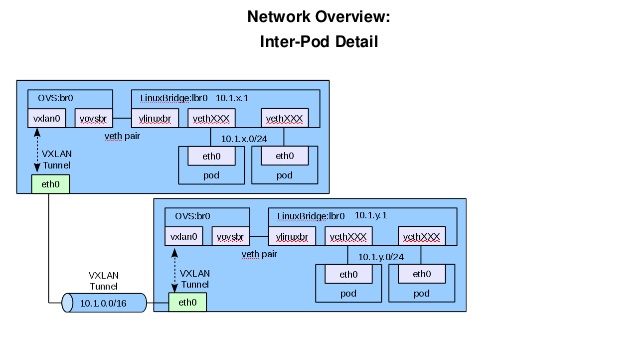 Network Overview:
Inter-Pod Detail
OVS:br0
LinuxBridge:lbr0 10.1.x.1
vxlan0
vovsbr
vlinuxbr
vethXXX
vethXXX
veth pair
10.1.x.0/24
VXLAN
Tunnel
eth0
eth0
pod
pod
eth0
OVS:br0
LinuxBridge:lbr0 10.1.y.1
vxlan0
vovsbr
vlinuxbr
vethXXX
vethXXX
veth pair
10.1.y.0/24
VXLAN
Tunnel
eth0
eth0
pod
pod
eth0
VXLAN
Tunnel
10.1.0.0/16